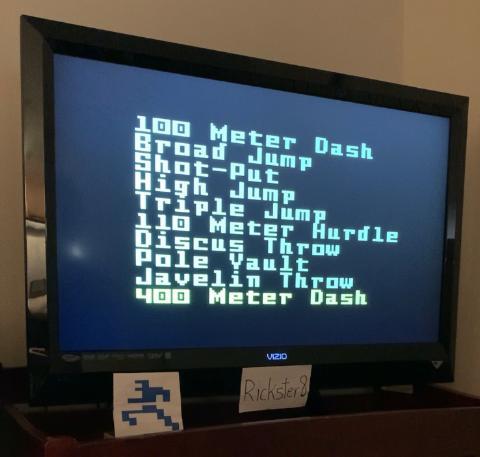 100 Meter Dash
Broad Jump
Shot-Put
High Jump
Triple Jump
110 Meter Hurdle
Discus Throw
Pole Vault
Javelin Throw
400 Meter Dash
VIZIO
Rickster8